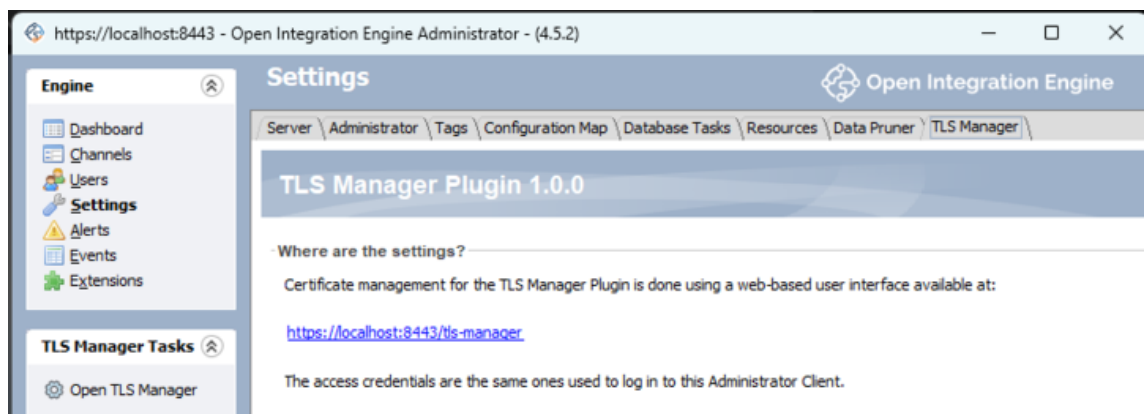 https://localhost:8443 - Open Integration Engine Administrator - (4.5.2)
Engine
Dashboard
Channels
Users
Settings
Alerts
Events
Extensions
TLS Manager Tasks
Open TLS Manager
Settings
Open Integration Engine
Server
Administrator
Tags
Configuration Map
Database Tasks
Resources
Data Pruner
TLS Manager
TLS Manager Plugin 1.0.0
Where are the settings?
Certificate management for the TLS Manager Plugin is done using a web-based user interface available at:
https://localhost:8443/tls-manager
The access credentials are the same ones used to log in to this Administrator Client.